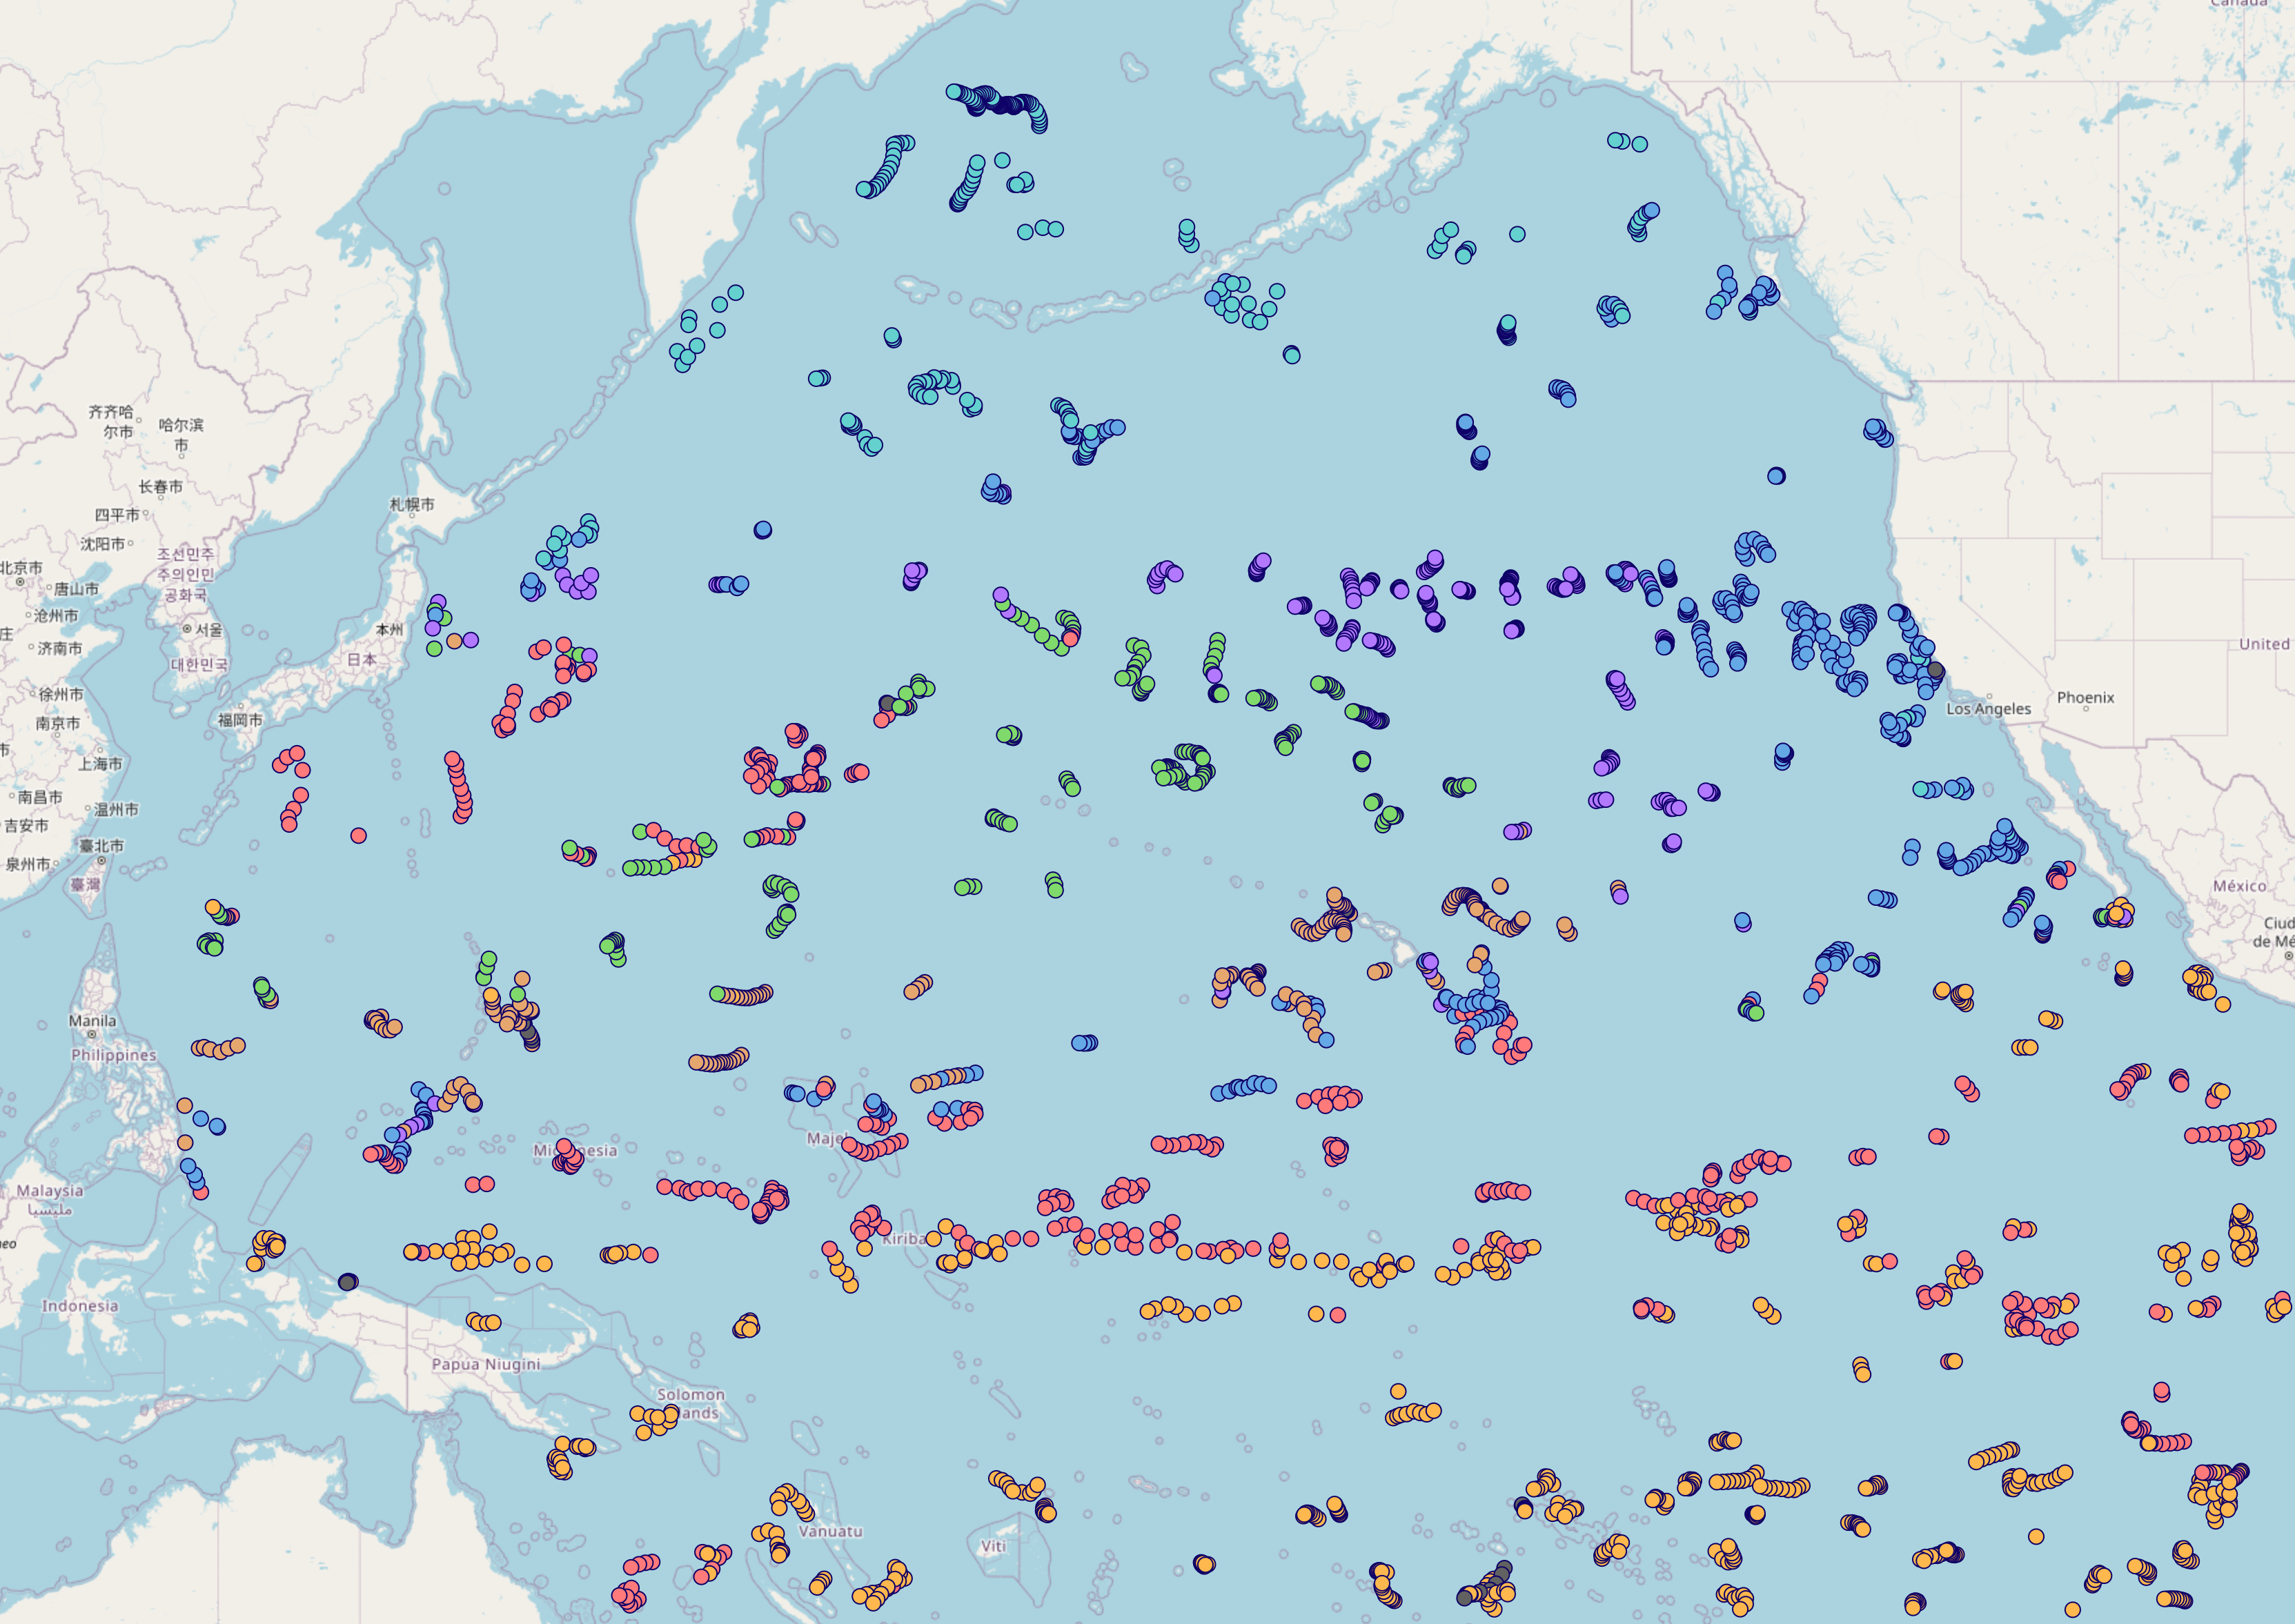 Canada
齐齐哈
尔市
哈尔滨
市
长春市
四平市
沈阳市
札幌市
조선민주
주의인민
공화국
北京市
唐山市
沧州市
서울
本州
日本
济南市
대한민국
徐州市
福岡市
南京市
上海市
南昌市
温州市
吉安市
泉州市
臺北市
臺灣
United
Phoenix
Los Angeles
México
Ciud
de Mé
Manila
Philippines
Malaysia
مليسيا
Indonesia
Papua Niugini
Solomon
Vanuatu
Viti